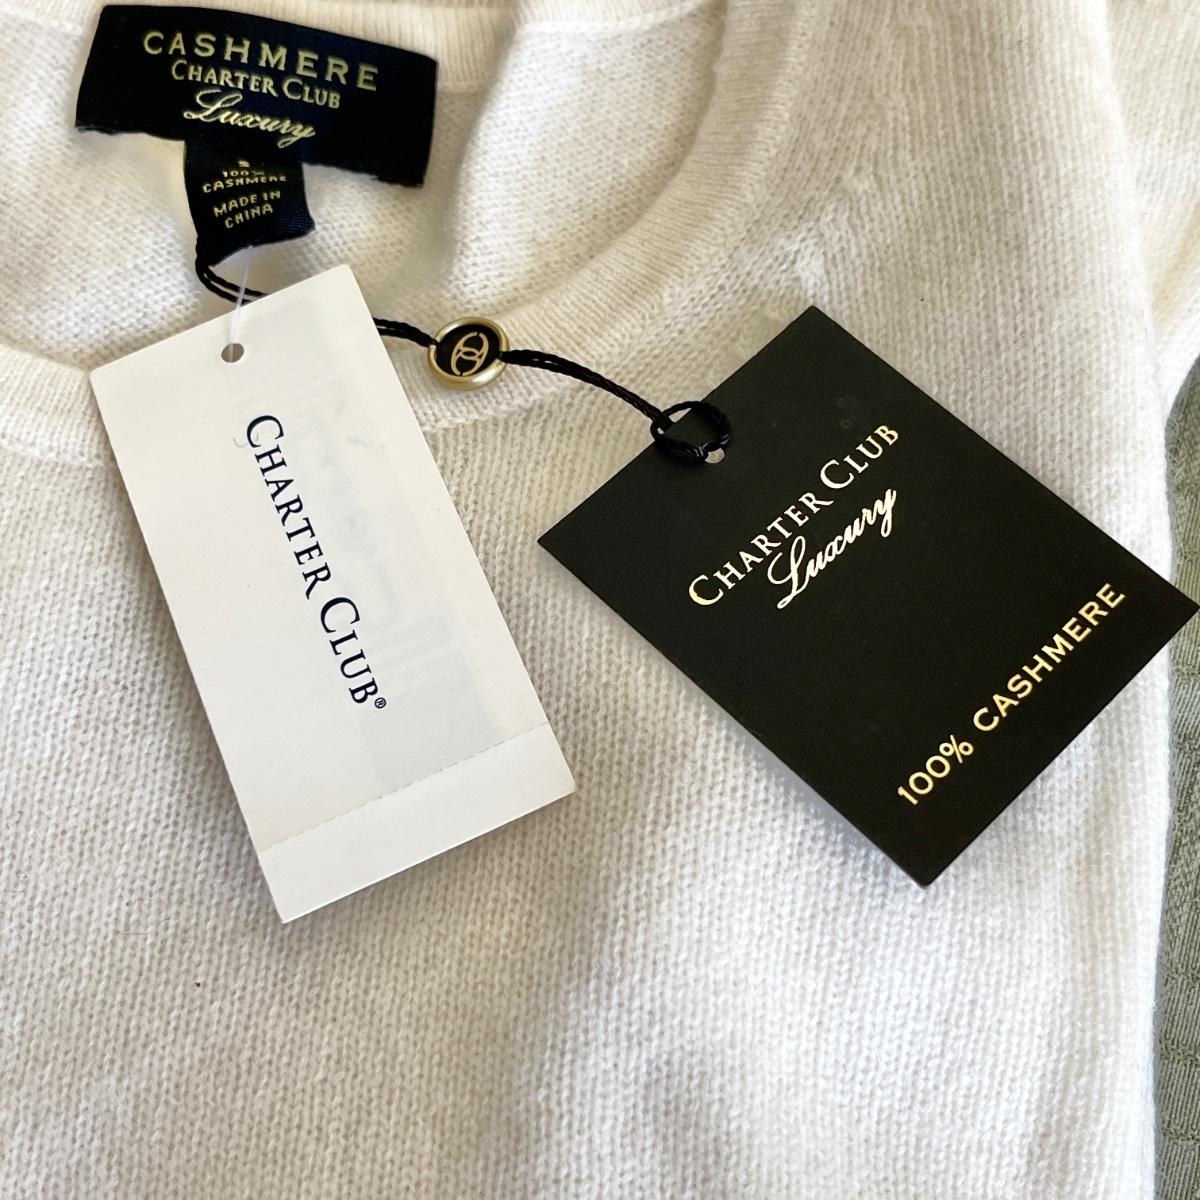 CASHMERE
CHARTER CLUB
Luxury
S
100%
CASHMERE
MADE IN
CHINA
CHARTER CLUB®
CHARTER CLUB
Luxury
100% CASHMERE